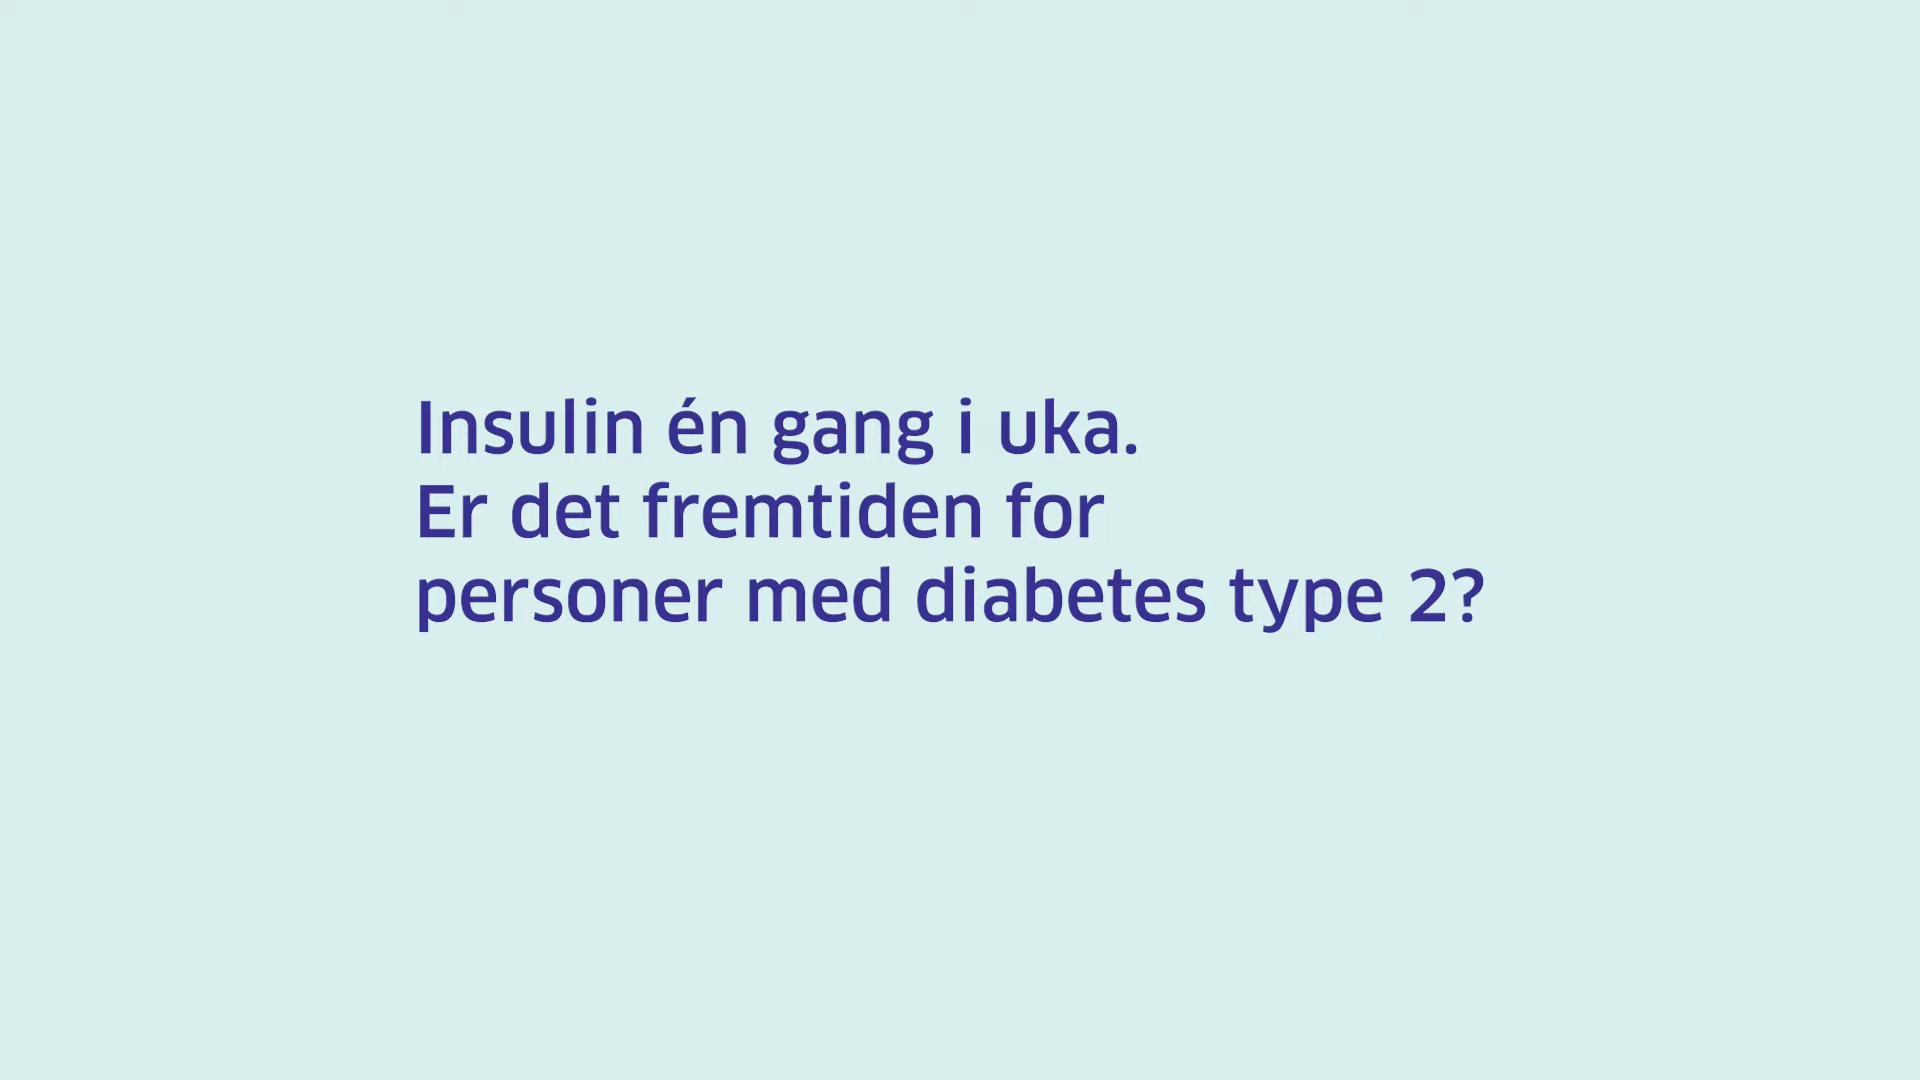 Insulin én gang i uka.
Er det fremtiden for
personer med diabetes type 2?